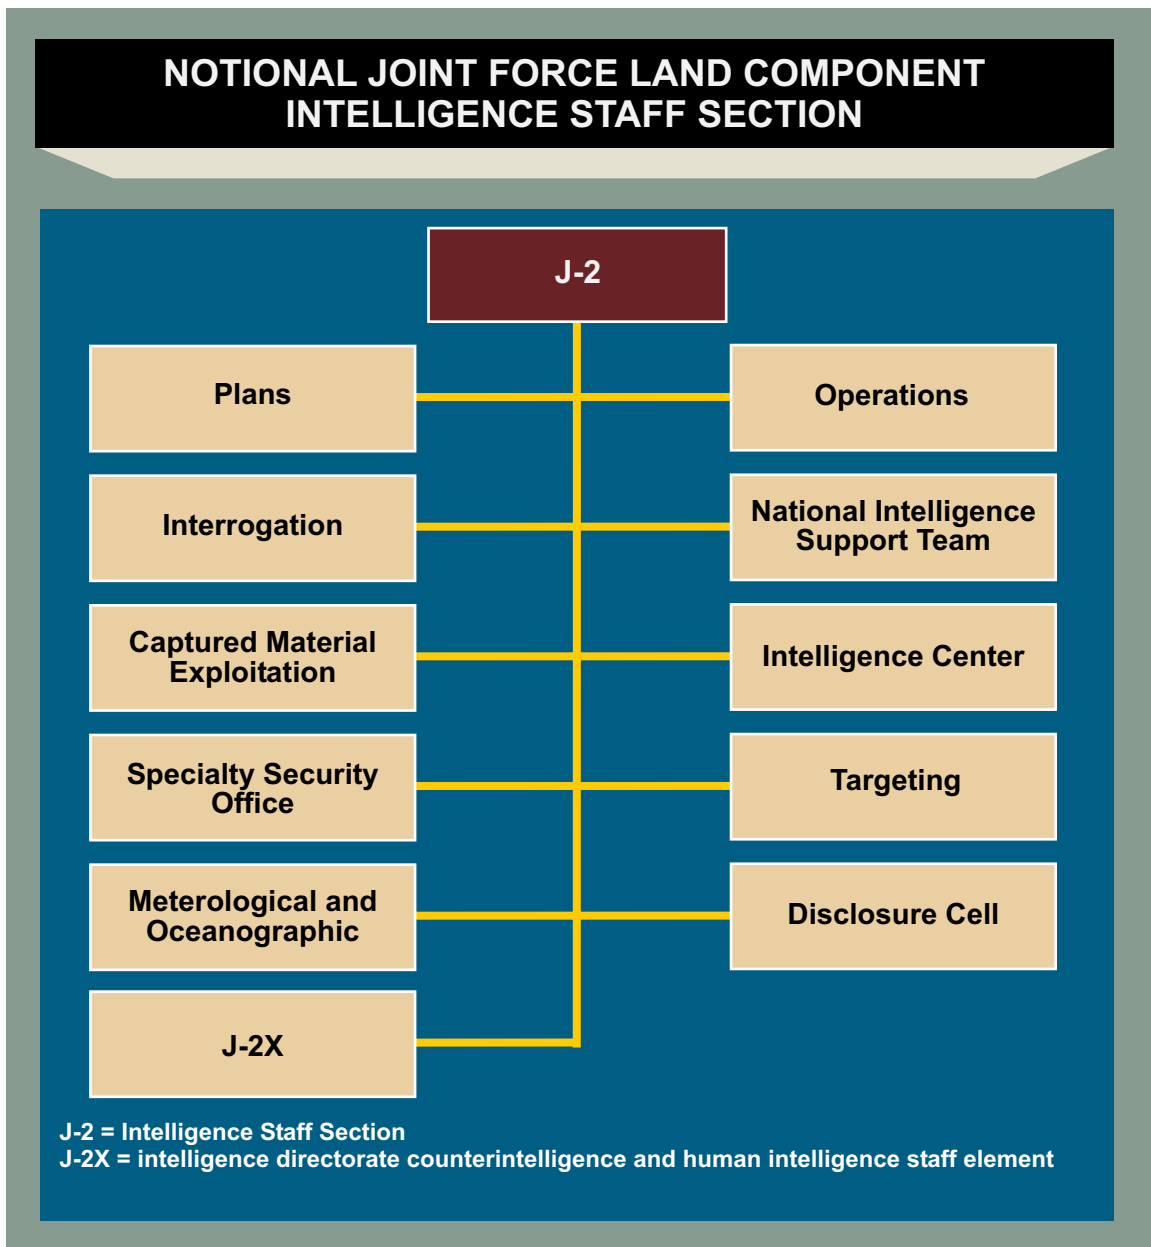 NOTIONAL JOINT FORCE LAND COMPONENT
INTELLIGENCE STAFF SECTION
J-2
Plans
Operations
Interrogation
National Intelligence
Support Team
Captured Material
Exploitation
Intelligence Center
Specialty Security
Office
Targeting
Meterological and
Oceanographic
Disclosure Cell
J-2X
J-2 = Intelligence Staff Section
J-2X = intelligence directorate counterintelligence and human intelligence staff element